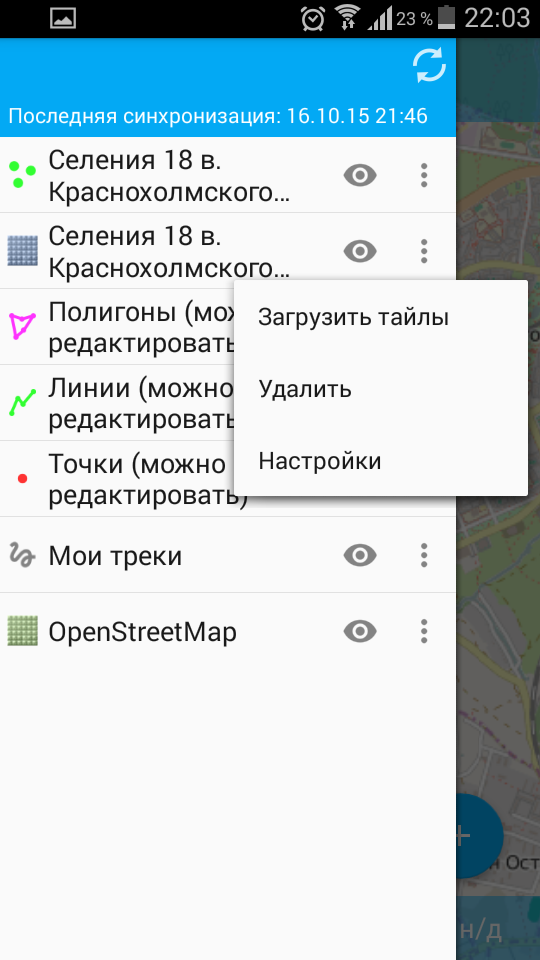 23 % 22:03
Последняя синхронизация: 16.10.15 21:46
Селения 18 в.
Краснохолмского...
Селения 18 в.
Краснохолмского...
Полигоны
редактировать
Загрузить тайлы
Линии (можно
редактировать
Удалить
Точки (можно
редактировать)
Настройки
Мои треки
OpenStreetMap
Ост
н/д